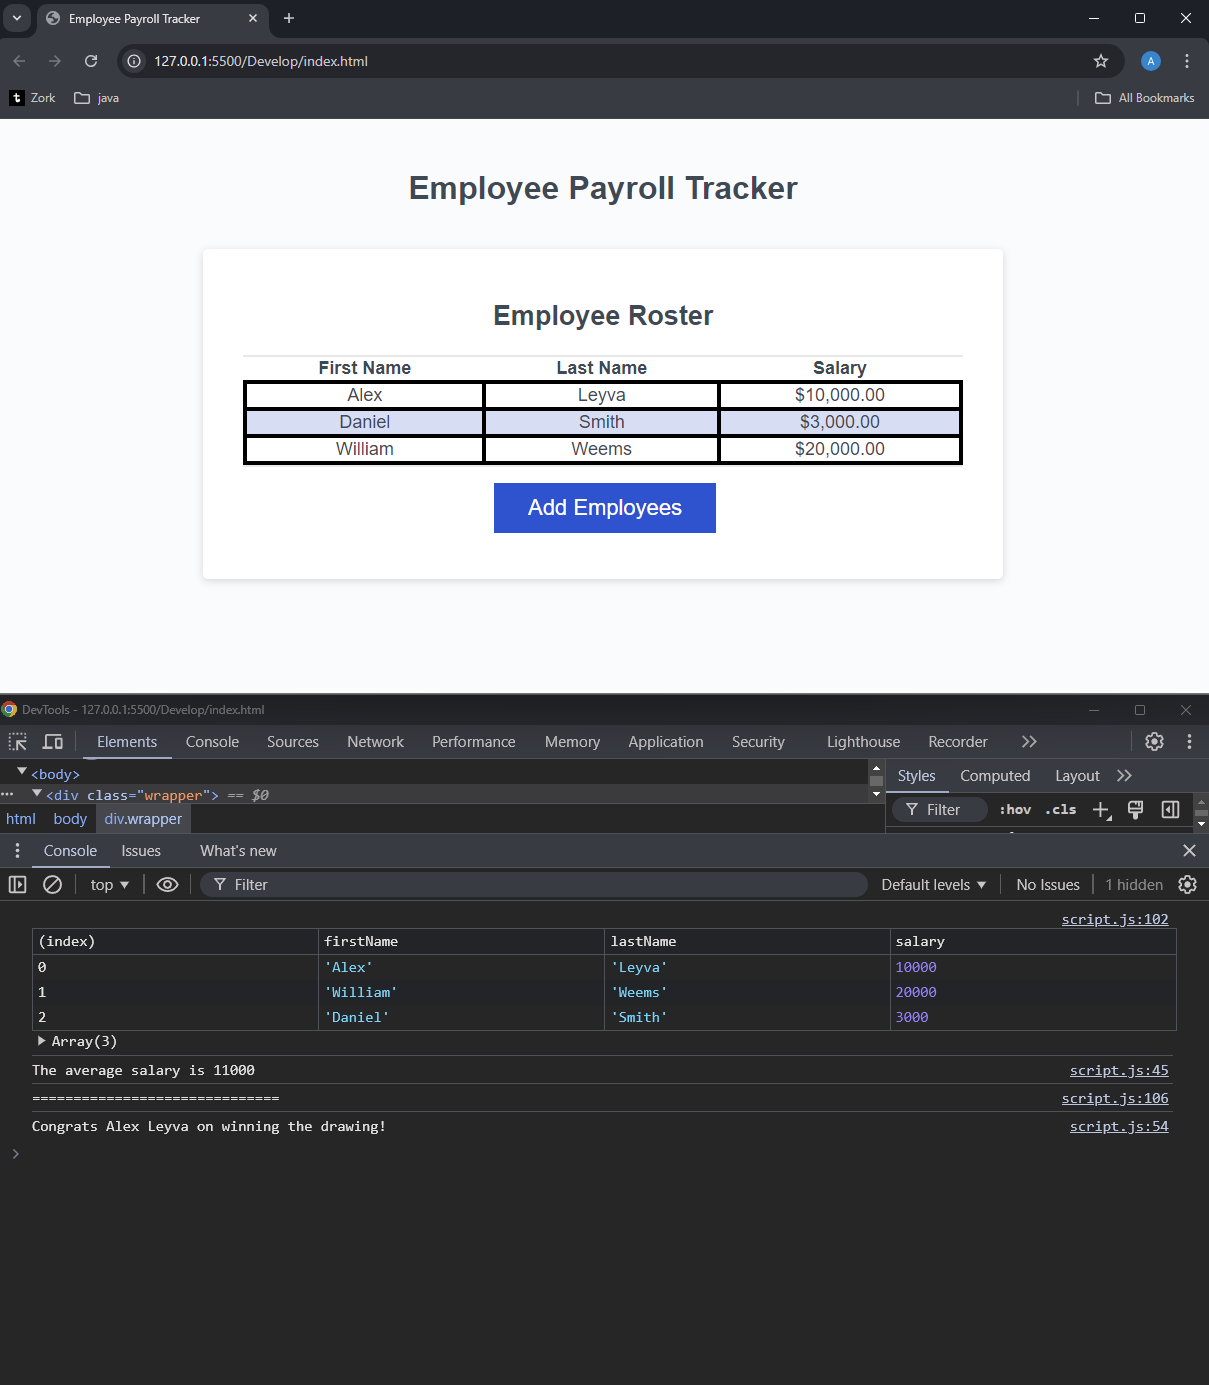 Employee Payroll Tracker
127.0.0.1:5500/Develop/index.html
A
t Zork java All Bookmarks
Employee Payroll Tracker
Employee Roster
First Name Last Name Salary
Alex Leyva $10,000.00
Daniel Smith $3,000.00
William Weems $20,000.00
Add Employees
DevTools - 127.0.0.1:5500/Develop/index.html
Elements Console Sources Network Performance Memory Application Security Lighthouse Recorder
<body>
<div class="wrapper"> == $0
html body div.wrapper
Styles Computed Layout
Filter :hov .cls
Console Issues What's new
top Filter Default levels No Issues 1 hidden
script.js:102
(index) firstName lastName salary
0 'Alex' 'Leyva' 10000
1 'William' 'Weems' 20000
2 'Daniel' 'Smith' 3000
Array(3)
The average salary is 11000 script.js:45
============================== script.js:106
Congrats Alex Leyva on winning the drawing! script.js:54